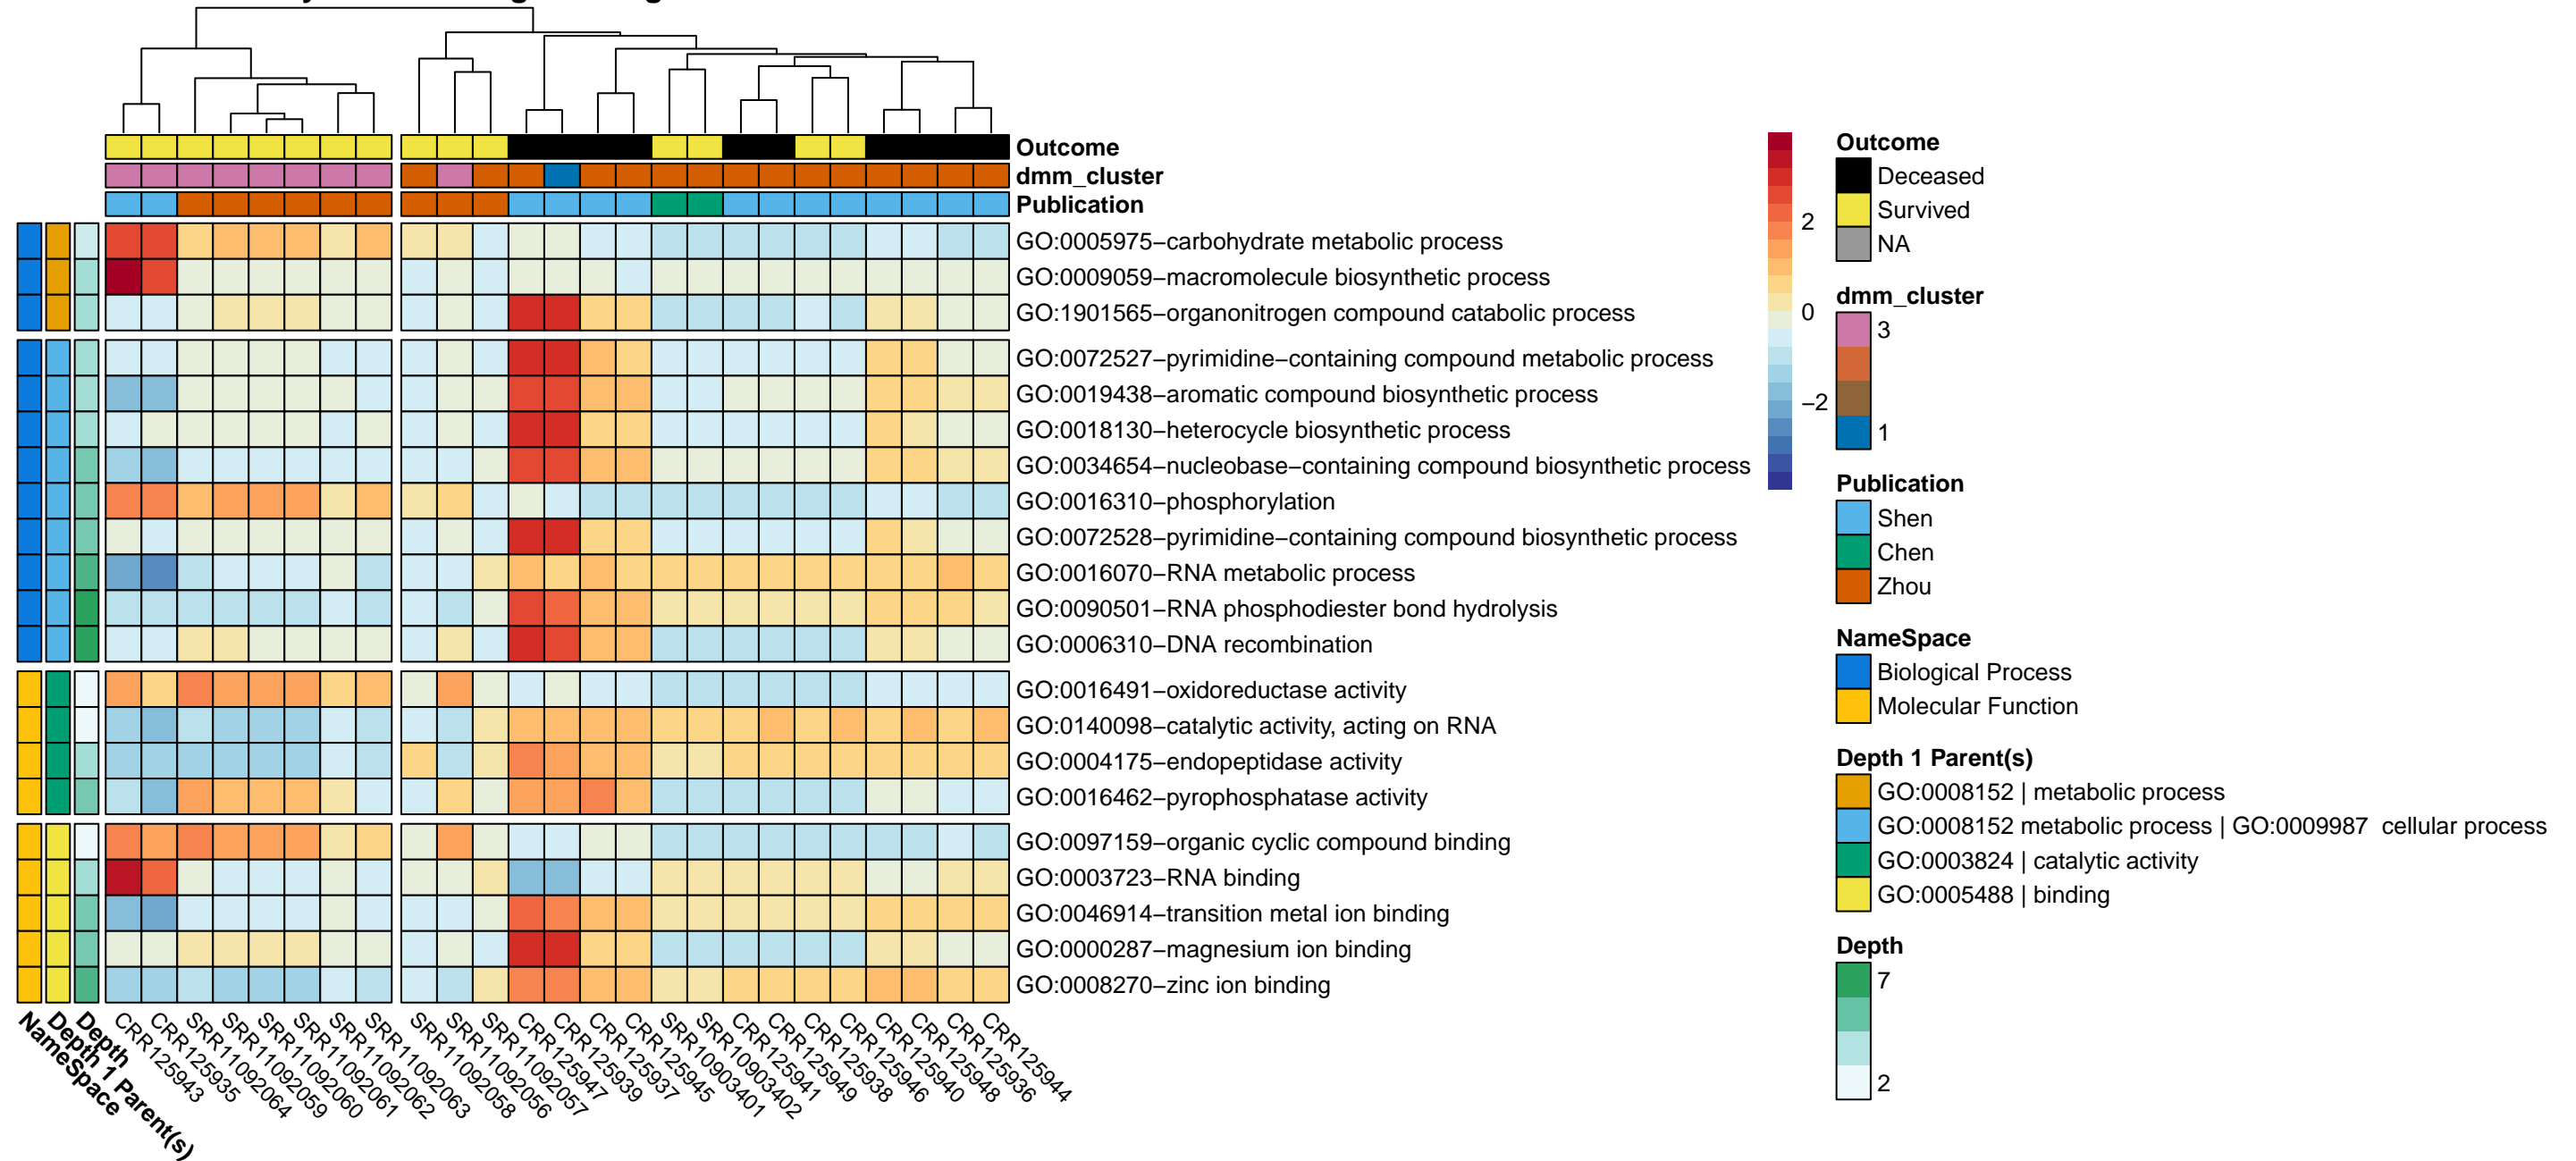 Outcome
dmm_cluster
Publication
GO:0005975−carbohydrate metabolic process
GO:0009059−macromolecule biosynthetic process
GO:1901565−organonitrogen compound catabolic process
GO:0072527−pyrimidine−containing compound metabolic process
GO:0019438−aromatic compound biosynthetic process
GO:0018130−heterocycle biosynthetic process
GO:0034654−nucleobase−containing compound biosynthetic process
GO:0016310−phosphorylation
GO:0072528−pyrimidine−containing compound biosynthetic process
GO:0016070−RNA metabolic process
GO:0090501−RNA phosphodiester bond hydrolysis
GO:0006310−DNA recombination
GO:0016491−oxidoreductase activity
GO:0140098−catalytic activity, acting on RNA
GO:0004175−endopeptidase activity
GO:0016462−pyrophosphatase activity
GO:0097159−organic cyclic compound binding
GO:0003723−RNA binding
GO:0046914−transition metal ion binding
GO:0000287−magnesium ion binding
GO:0008270−zinc ion binding
NameSpace
Depth 1 Parent(s)
Depth
CRR125943
CRR125935
SRR11092064
SRR11092059
SRR11092060
SRR11092061
SRR11092062
SRR11092063
SRR11092058
SRR11092056
SRR11092057
CRR125947
CRR125939
CRR125937
CRR125945
SRR10903401
SRR10903402
CRR125941
CRR125949
CRR125938
CRR125946
CRR125940
CRR125948
CRR125936
CRR125944
2
0
−2
Outcome
Deceased
Survived
NA
dmm_cluster
3
1
Publication
Shen
Chen
Zhou
NameSpace
Biological Process
Molecular Function
Depth 1 Parent(s)
GO:0008152 | metabolic process
GO:0008152 metabolic process | GO:0009987  cellular process
GO:0003824 | catalytic activity
GO:0005488 | binding
Depth
7
2